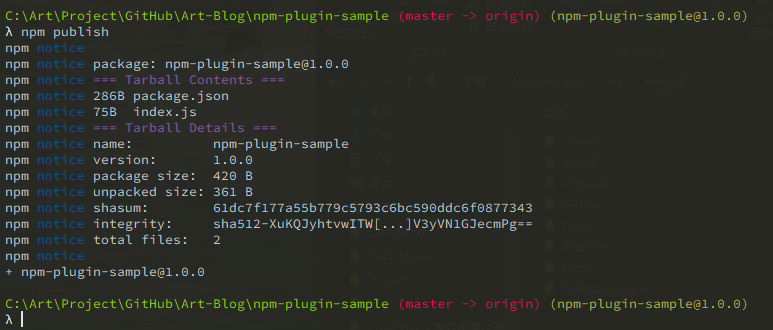 C:\Art\Project\GitHub\Art-Blog\npm-plugin-sample (master -> origin) (npm-plugin-sample@1.0.0)
λ npm publish
npm notice
npm notice package: npm-plugin-sample@1.0.0
npm notice === Tarball Contents ===
npm notice 286B package.json
npm notice 75B  index.js
npm notice === Tarball Details ===
npm notice name:          npm-plugin-sample
npm notice version:       1.0.0
npm notice package size:  420 B
npm notice unpacked size: 361 B
npm notice shasum:        61dc7f177a55b779c5793c6bc590ddc6f0877343
npm notice integrity:     sha512-XuKQJyhtvwITW[...]V3yVN1GJecmPg==
npm notice total files:   2
npm notice
+ npm-plugin-sample@1.0.0
C:\Art\Project\GitHub\Art-Blog\npm-plugin-sample (master -> origin) (npm-plugin-sample@1.0.0)
λ